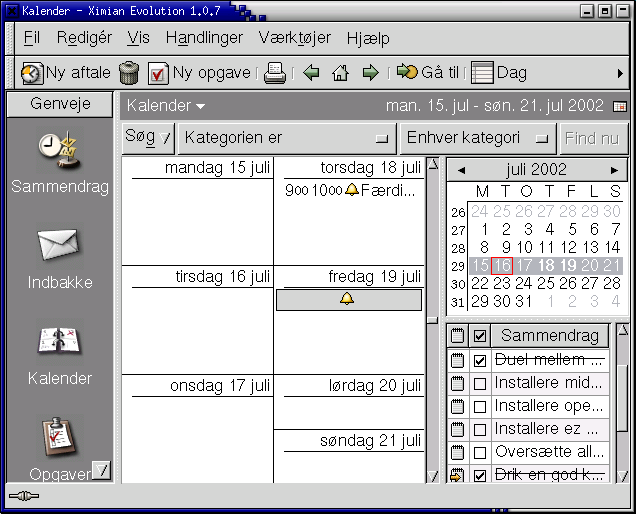 Kalender - Ximian Evolution 1.0.7
Fil Redigér Vis Handlinger Værktøjer Hjælp
Ny aftale Ny opgave Gå til Dag
Genveje
Kalender man. 15. jul - søn. 21. jul 2002
Søg Kategorien er Enhver kategori Find nu
Sammendrag
Indbakke
Kalender
Opgaver
mandag 15 juli
tirsdag 16 juli
onsdag 17 juli
torsdag 18 juli
900 1000 Færdi...
fredag 19 juli
lørdag 20 juli
søndag 21 juli
juli 2002
M T O T F L S
26 24 25 26 27 28 29 30
27 1 2 3 4 5 6 7
28 8 9 10 11 12 13 14
29 15 16 17 18 19 20 21
30 22 23 24 25 26 27 28
31 29 30 31 1 2 3 4
Sammendrag
Duel mellem ...
Installere mid...
Installere ope...
Installere ez ...
Oversætte all...
Drik en god k...